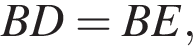 BD = BE,